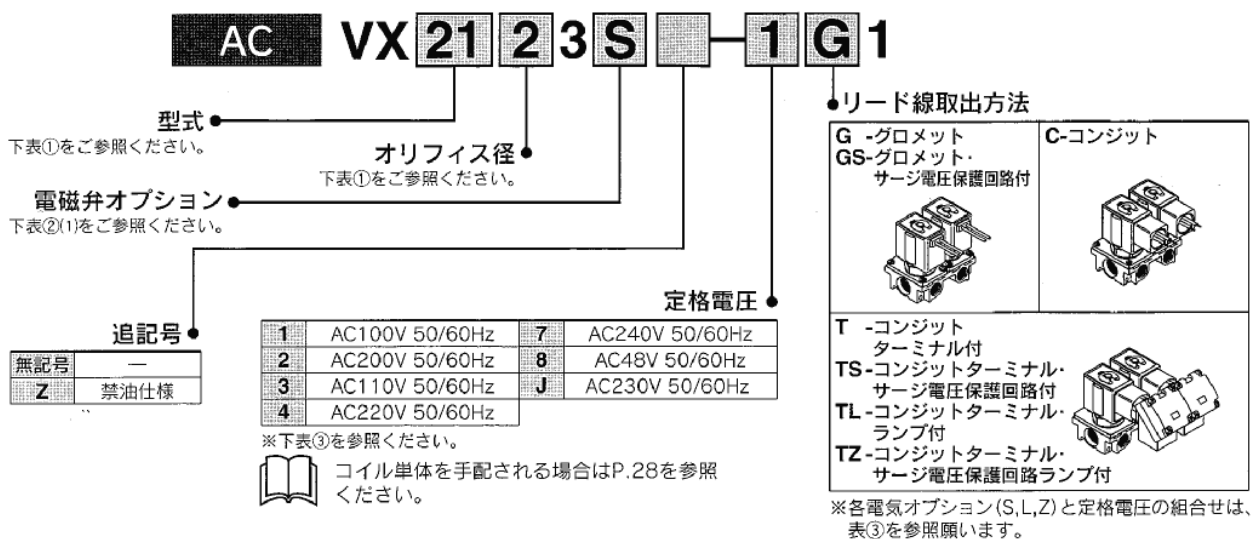 AC VX 21 2 3 S - 1 G 1
型式
下表①をご参照ください。
オリフィス径
下表①をご参照ください。
電磁弁オプション
下表②(1)をご参照ください。
追記号
無記号 —
Z 禁油仕様
定格電圧
1 AC100V 50/60Hz 7 AC240V 50/60Hz
2 AC200V 50/60Hz 8 AC48V 50/60Hz
3 AC110V 50/60Hz J AC230V 50/60Hz
4 AC220V 50/60Hz
※下表③を参照ください。
コイル単体を手配される場合はP.28を参照
ください。
リード線取出方法
G -グロメット
GS-グロメット・
サージ電圧保護回路付
C-コンジット
T -コンジット
ターミナル付
TS-コンジットターミナル・
サージ電圧保護回路付
TL-コンジットターミナル・
ランプ付
TZ-コンジットターミナル・
サージ電圧保護回路ランプ付
※各電気オプション(S,L,Z)と定格電圧の組合せは、
表③を参照願います。